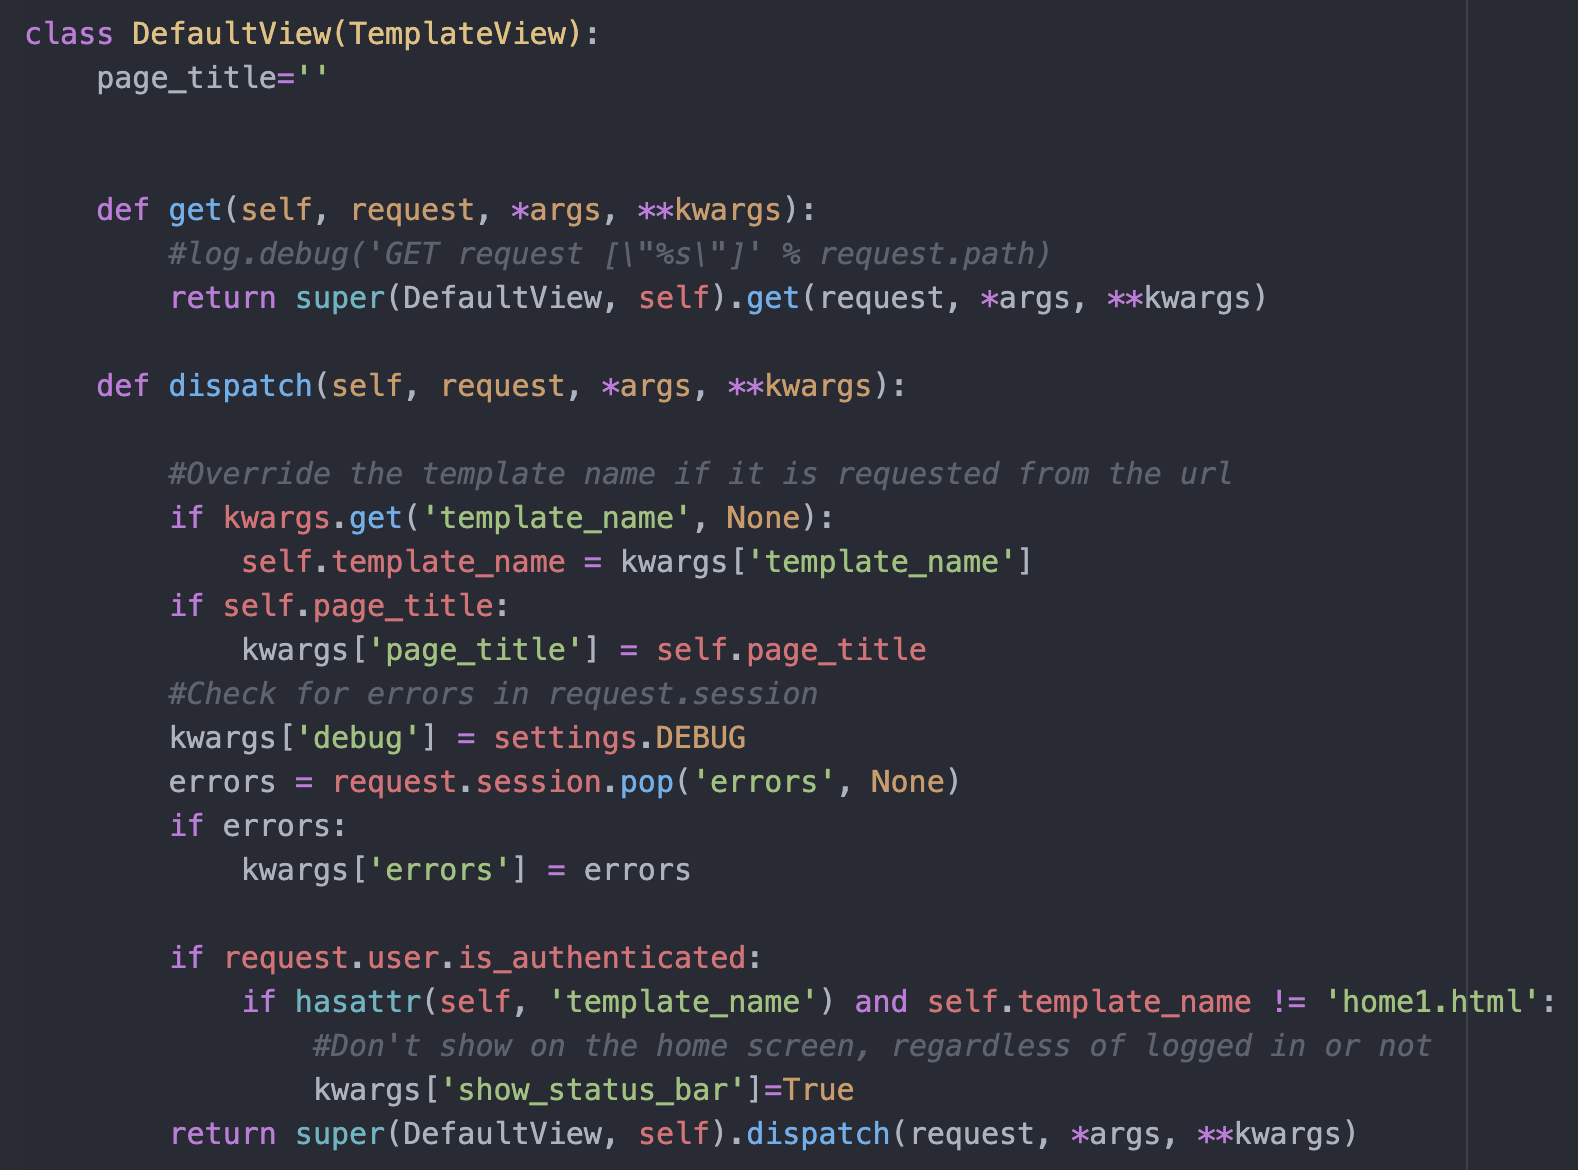 class DefaultView(TemplateView):
    page_title=''
    def get(self, request, *args, **kwargs):
        #log.debug('GET request [\"%s\"]' % request.path)
        return super(DefaultView, self).get(request, *args, **kwargs)
    def dispatch(self, request, *args, **kwargs):
        #Override the template name if it is requested from the url
        if kwargs.get('template_name', None):
            self.template_name = kwargs['template_name']
        if self.page_title:
            kwargs['page_title'] = self.page_title
        #Check for errors in request.session
        kwargs['debug'] = settings.DEBUG
        errors = request.session.pop('errors', None)
        if errors:
            kwargs['errors'] = errors
        if request.user.is_authenticated:
            if hasattr(self, 'template_name') and self.template_name != 'home1.html':
                #Don't show on the home screen, regardless of logged in or not
                kwargs['show_status_bar']=True
        return super(DefaultView, self).dispatch(request, *args, **kwargs)